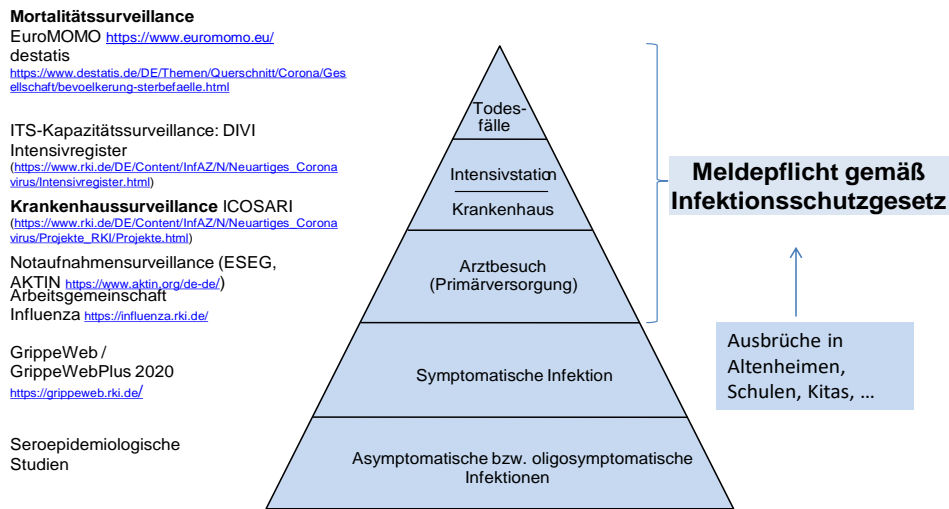 Mortalitätssurveillance
EuroMOMO https://www.euromomo.eu/
destatis
https://www.destatis.de/DE/Themen/Querschnitt/Corona/Ges
ellschaft/bevoelkerung-sterbefaelle.html
ITS-Kapazitätssurveillance: DIVI
Intensivregister
(https://www.rki.de/DE/Content/InfAZ/N/Neuartiges_Corona
virus/Intensivregister.html)
Krankenhaussurveillance ICOSARI
(https://www.rki.de/DE/Content/InfAZ/N/Neuartiges_Corona
virus/Projekte_RKI/Projekte.html)
Notaufnahmensurveillance (ESEG,
AKTIN https://www.aktin.org/de-de/)
Arbeitsgemeinschaft
Influenza https://influenza.rki.de/
GrippeWeb /
GrippeWebPlus 2020
https://grippeweb.rki.de/
Seroepidemiologische
Studien
Todes-
fälle
Intensivstation
Krankenhaus
Arztbesuch
(Primärversorgung)
Symptomatische Infektion
Asymptomatische bzw. oligosymptomatische
Infektionen
Meldepflicht gemäß
Infektionsschutzgesetz
Ausbrüche in
Altenheimen,
Schulen, Kitas, …